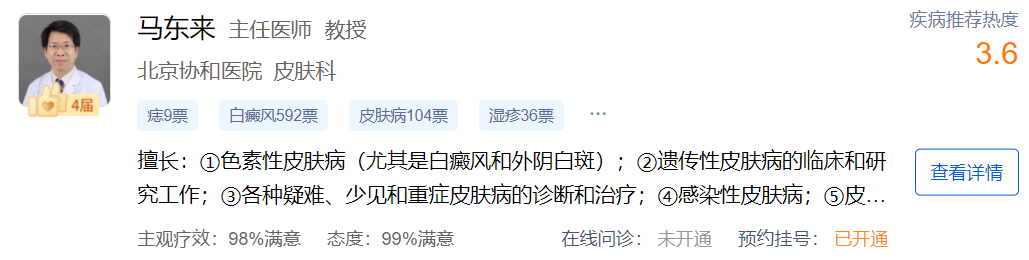 马东来 主任医师 教授
疾病推荐热度
3.6
北京协和医院 皮肤科
4届
痣9票 白癜风592票 皮肤病104票 湿疹36票 ...
擅长：①色素性皮肤病（尤其是白癜风和外阴白斑）；②遗传性皮肤病的临床和研
究工作；③各种疑难、少见和重症皮肤病的诊断和治疗；④感染性皮肤病；⑤皮...
查看详情
主观疗效：98%满意 态度：99%满意 在线问诊： 未开通 预约挂号： 已开通